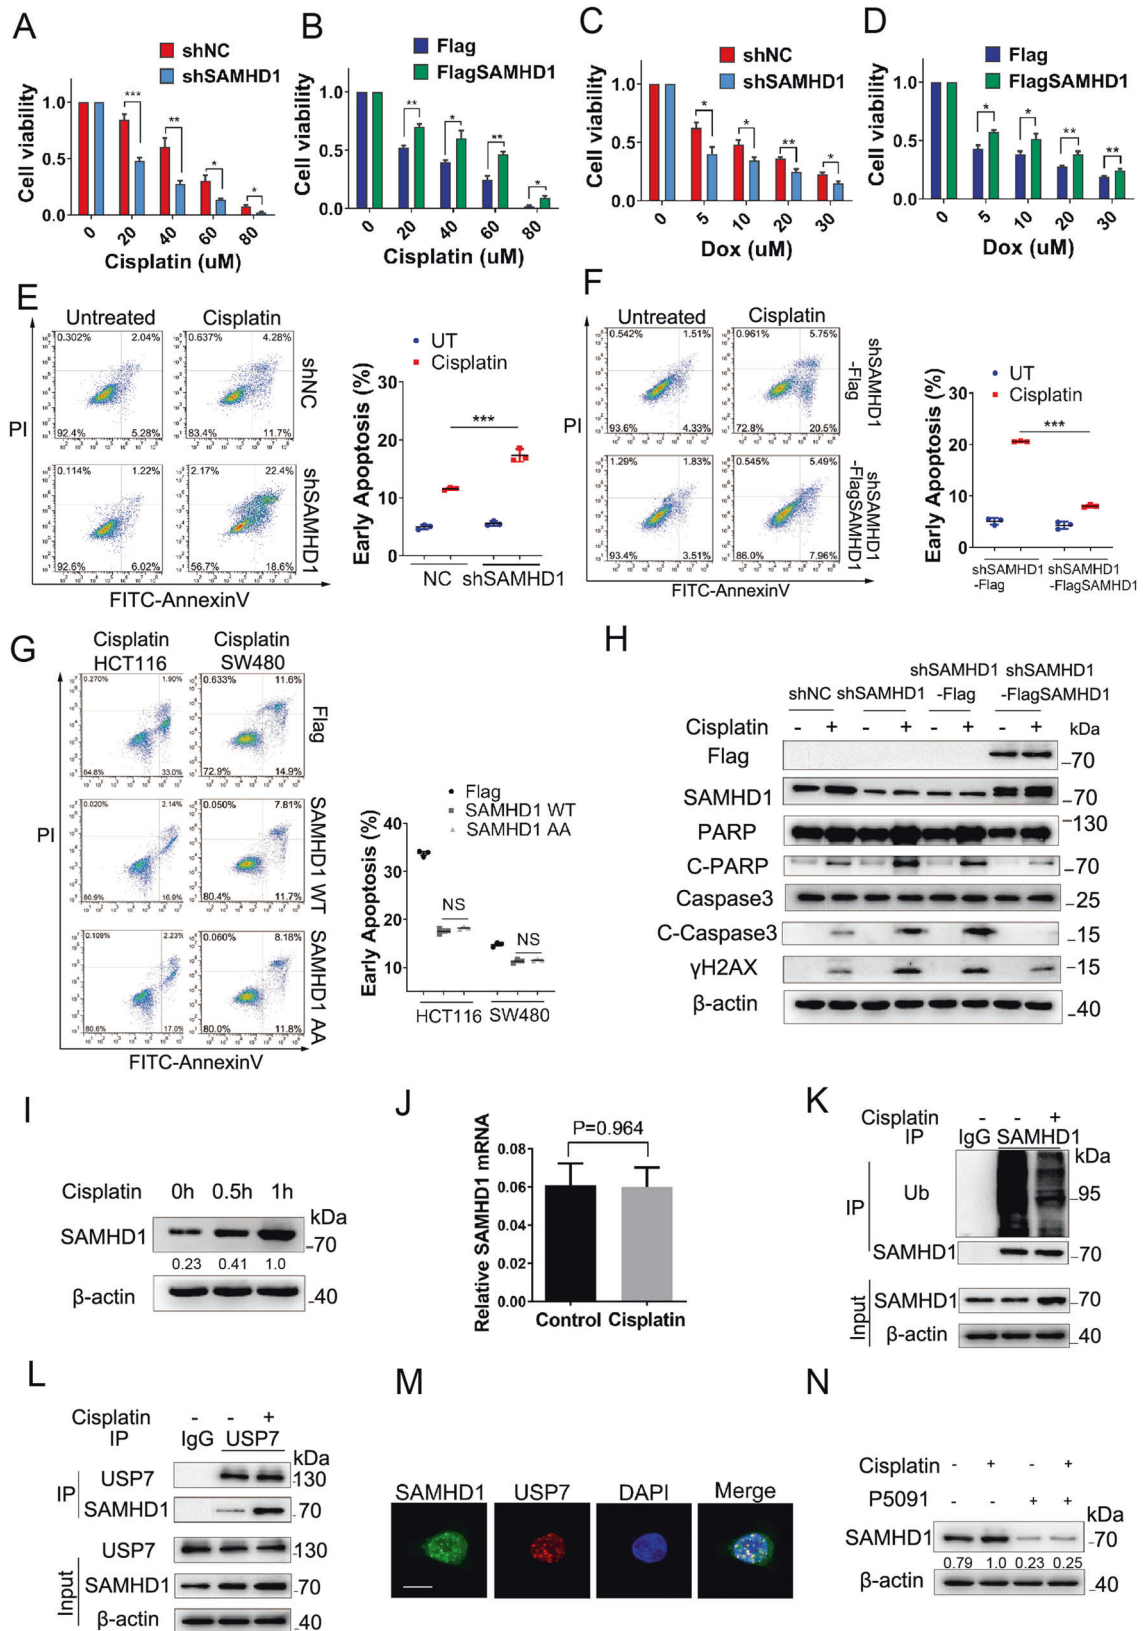 A
shNC
shSAMHD1
Cell viability
1.0
0.5
0.0
*** ** * *
0 20 40 60 80
Cisplatin (uM)
B
Flag
FlagSAMHD1
Cell viability
1.0
0.5
0.0
** * ** *
0 20 40 60 80
Cisplatin (uM)
C
shNC
shSAMHD1
Cell viability
1.0
0.5
0.0
* * ** *
0 5 10 20 30
Dox (uM)
D
Flag
FlagSAMHD1
Cell viability
1.0
0.5
0.0
* * ** **
0 5 10 20 30
Dox (uM)
E
Untreated Cisplatin
0.302% 2.04% 0.637% 4.28%
92.4% 5.28% 83.4% 11.7%
shNC
0.114% 1.22% 2.17% 22.4%
92.6% 6.02% 56.7% 18.6%
shSAMHD1
PI
FITC-AnnexinV
UT
Cisplatin
Early Apoptosis (%)
30
20
10
0
***
NC shSAMHD1
F
Untreated Cisplatin
0.542% 1.51% 0.961% 5.75%
93.6% 4.33% 72.8% 20.5%
shSAMHD1
-Flag
1.29% 1.83% 0.545% 5.49%
93.4% 3.51% 86.0% 7.96%
shSAMHD1
-FlagSAMHD1
PI
FITC-AnnexinV
UT
Cisplatin
Early Apoptosis (%)
30
20
10
0
***
shSAMHD1 shSAMHD1
-Flag -FlagSAMHD1
G
Cisplatin Cisplatin
HCT116 SW480
0.270% 1.90% 0.633% 11.6%
64.8% 33.0% 72.9% 14.9%
Flag
0.020% 2.14% 0.050% 7.81%
80.9% 16.9% 80.4% 11.7%
SAMHD1 WT
0.109% 2.23% 0.060% 8.18%
80.6% 17.0% 80.0% 11.8%
SAMHD1 AA
PI
FITC-AnnexinV
Flag
SAMHD1 WT
SAMHD1 AA
Early Apoptosis (%)
40
30
20
10
NS
NS
HCT116 SW480
H
shSAMHD1 shSAMHD1
shNC shSAMHD1 -Flag -FlagSAMHD1
Cisplatin - + - + - + - + kDa
Flag -70
SAMHD1 -70
PARP -130
C-PARP -70
Caspase3 -25
C-Caspase3 -15
γH2AX -15
β-actin -40
I
Cisplatin 0h 0.5h 1h
kDa
SAMHD1 -70
0.23 0.41 1.0
β-actin -40
J
Relative SAMHD1 mRNA
P=0.964
0.08
0.06
0.04
0.02
0.00
Control Cisplatin
K
Cisplatin - - +
IP IgG SAMHD1
kDa
IP
Ub -95
SAMHD1 -70
Input
SAMHD1 -70
β-actin -40
L
Cisplatin - - +
IP IgG USP7
kDa
IP
USP7 -130
SAMHD1 -70
Input
USP7 -130
SAMHD1 -70
β-actin -40
M
SAMHD1 USP7 DAPI Merge
N
Cisplatin - + - +
P5091 - - + +
kDa
SAMHD1 -70
0.79 1.0 0.23 0.25
β-actin -40